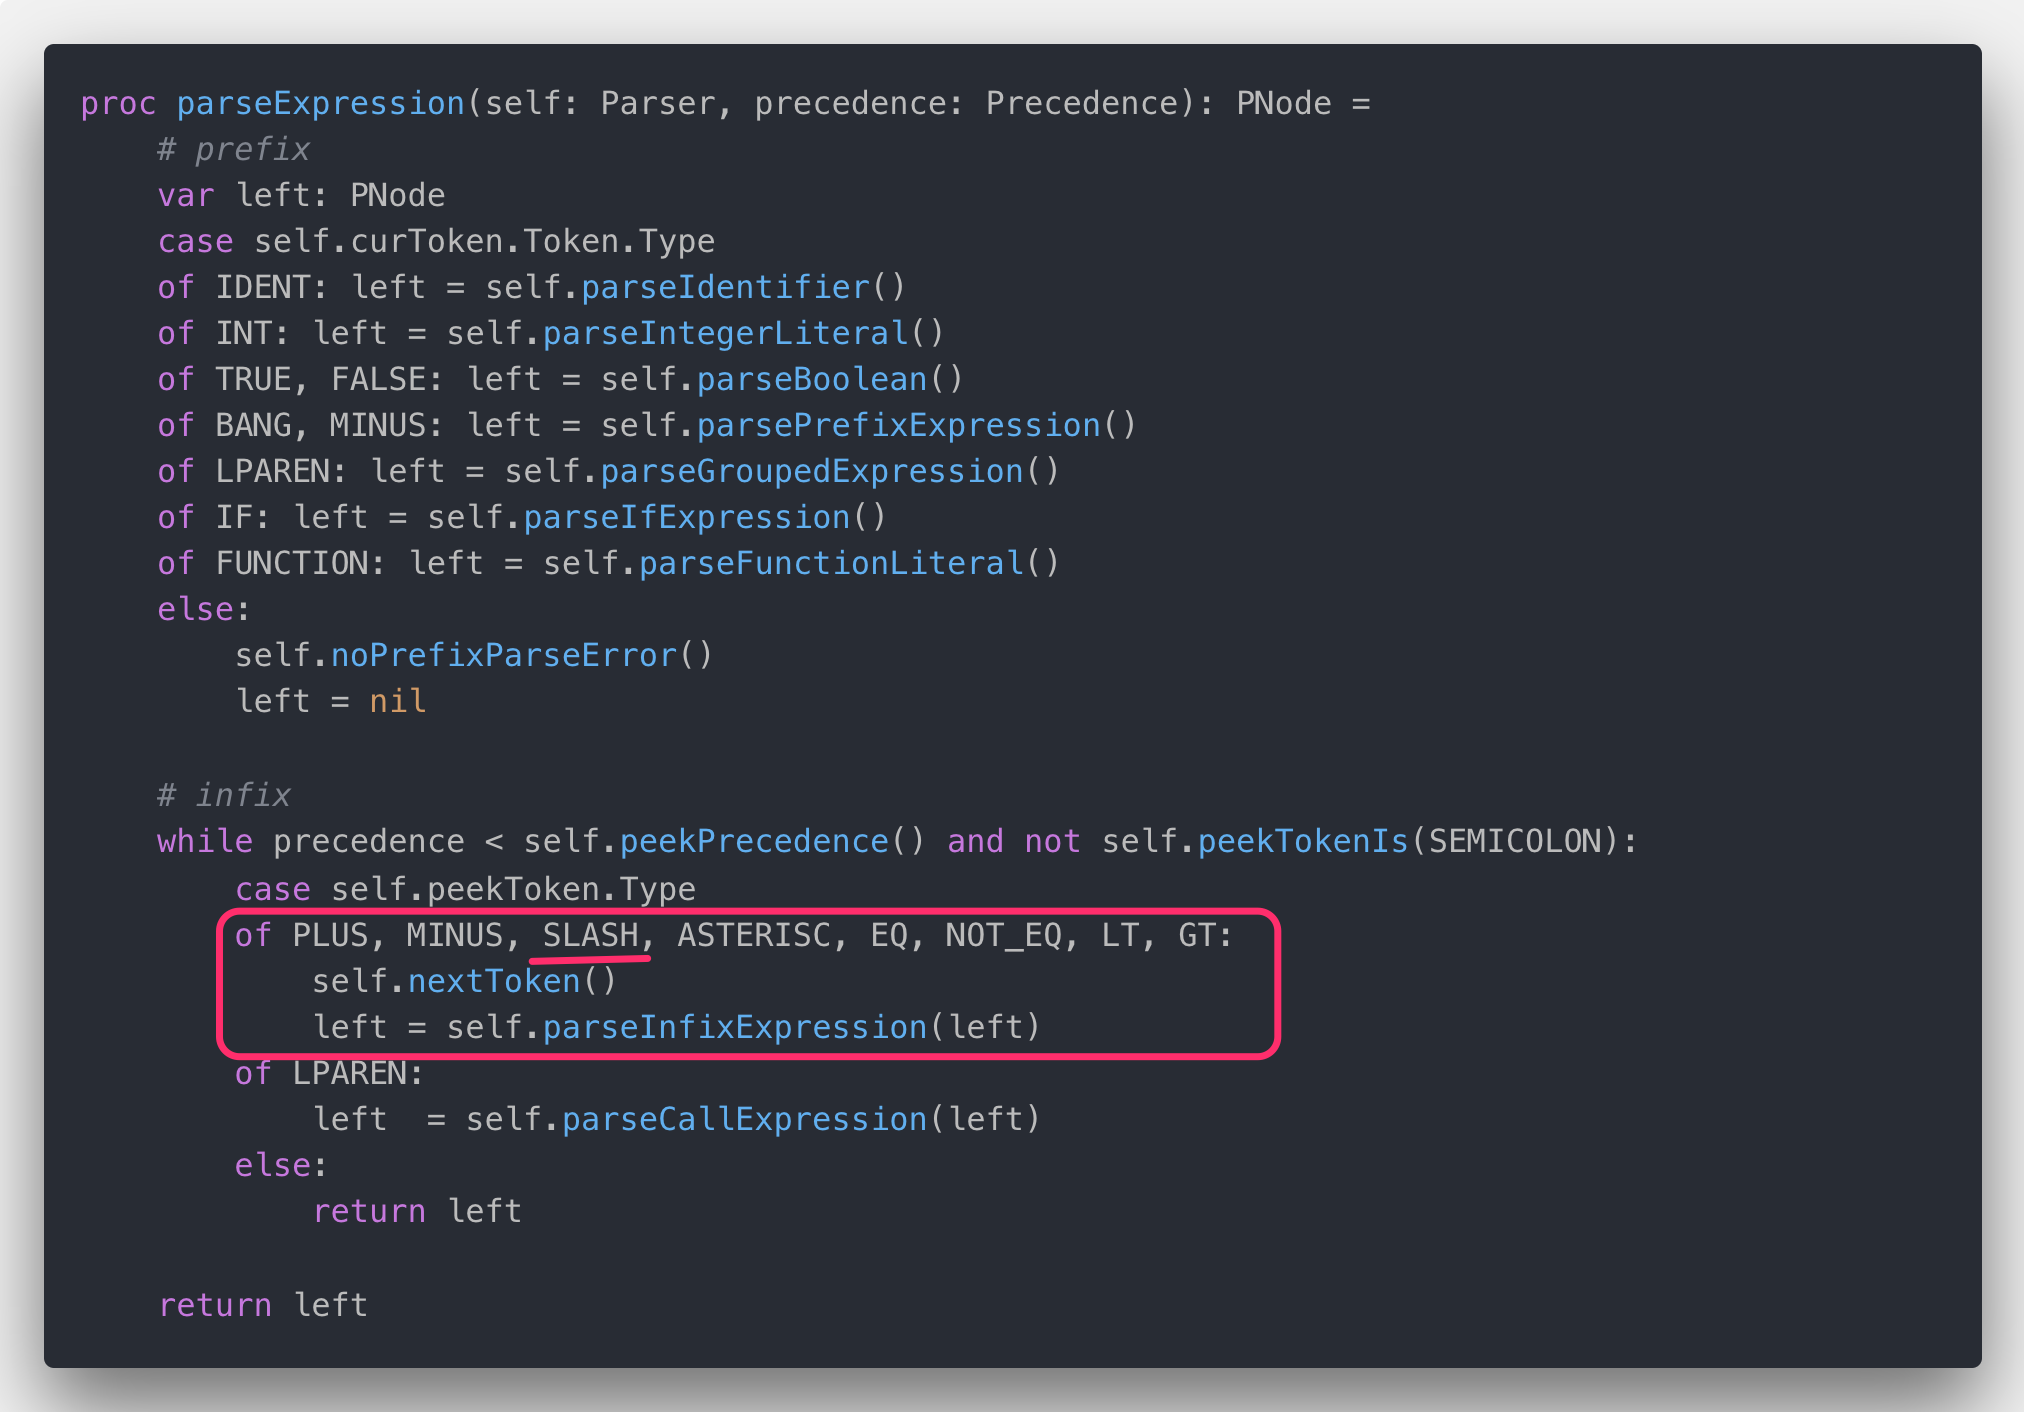 proc parseExpression(self: Parser, precedence: Precedence): PNode =
    # prefix
    var left: PNode
    case self.curToken.Token.Type
    of IDENT: left = self.parseIdentifier()
    of INT: left = self.parseIntegerLiteral()
    of TRUE, FALSE: left = self.parseBoolean()
    of BANG, MINUS: left = self.parsePrefixExpression()
    of LPAREN: left = self.parseGroupedExpression()
    of IF: left = self.parseIfExpression()
    of FUNCTION: left = self.parseFunctionLiteral()
    else:
        self.noPrefixParseError()
        left = nil

    # infix
    while precedence < self.peekPrecedence() and not self.peekTokenIs(SEMICOLON):
        case self.peekToken.Type
        of PLUS, MINUS, SLASH, ASTERISC, EQ, NOT_EQ, LT, GT:
            self.nextToken()
            left = self.parseInfixExpression(left)
        of LPAREN:
            left  = self.parseCallExpression(left)
        else:
            return left

    return left